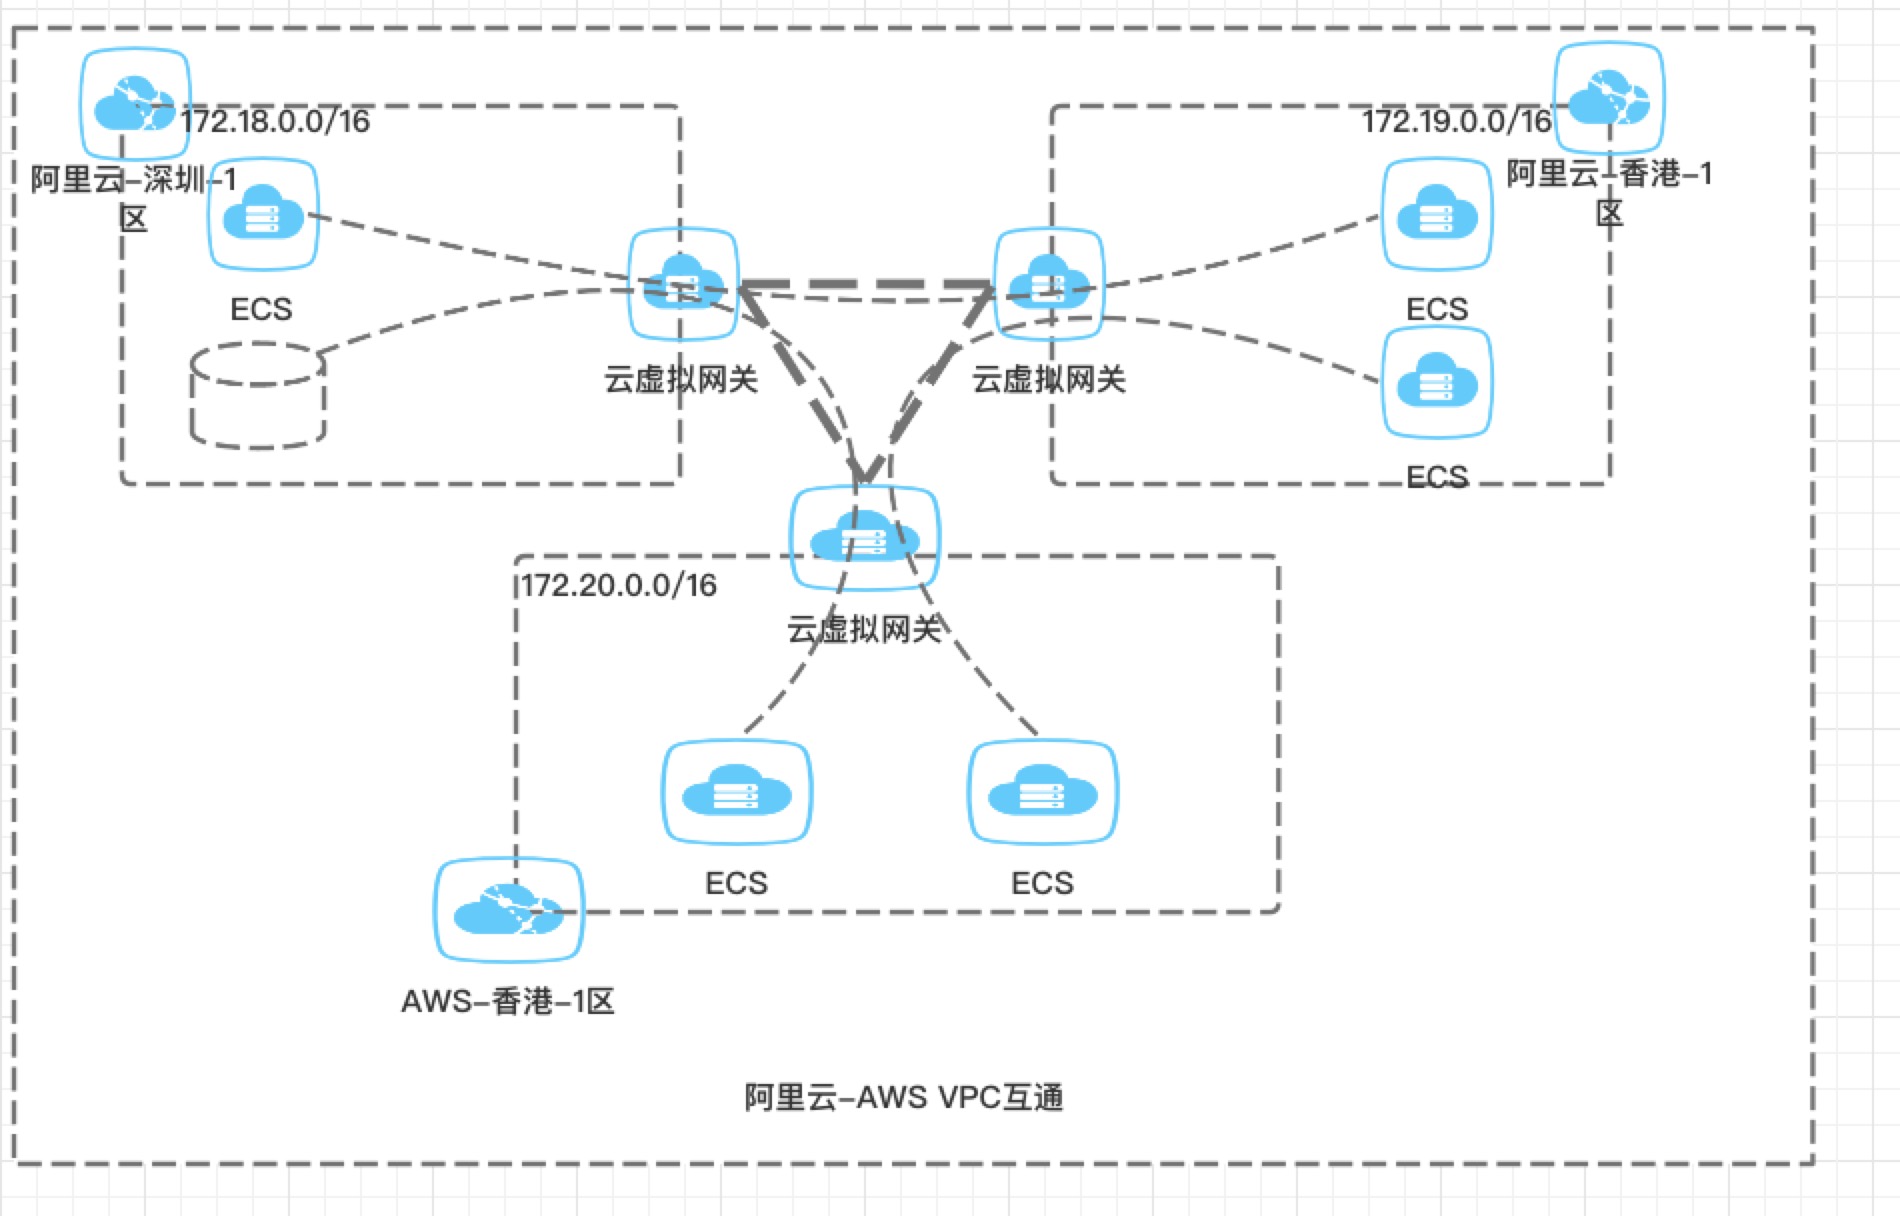 172.18.0.0/16
阿里云-深圳-1
区
ECS
云虚拟网关
172.19.0.0/16
阿里云-香港-1
区
ECS
云虚拟网关
ECS
172.20.0.0/16
云虚拟网关
ECS
ECS
AWS-香港-1区
阿里云-AWS VPC互通